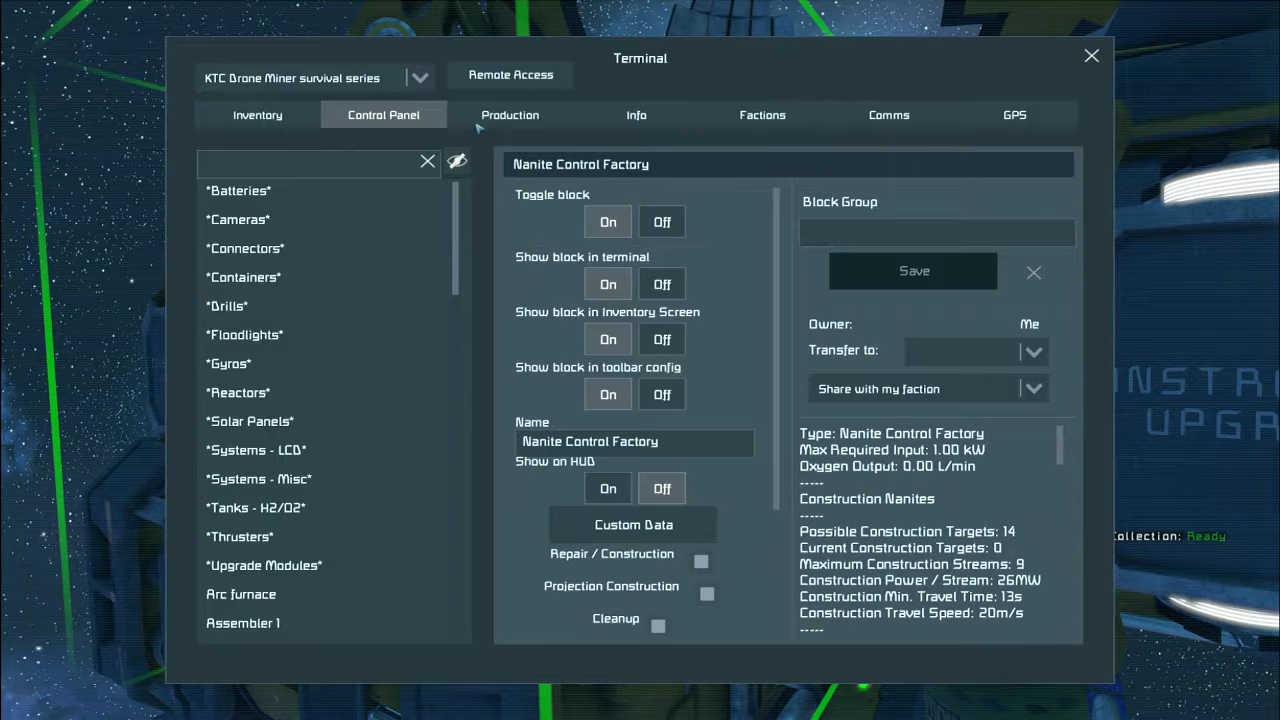 Terminal
KTC Drone Miner survival series
Remote Access
Inventory
Control Panel
Production
Info
Factions
Comms
GPS
*Batteries*
*Cameras*
*Connectors*
*Containers*
*Drills*
*Floodlights*
*Gyros*
*Reactors*
*Solar Panels*
*Systems - LCD*
*Systems - Misc*
*Tanks - H2/O2*
*Thrusters*
*Upgrade Modules*
Arc furnace
Assembler 1
Nanite Control Factory
Toggle block
On Off
Show block in terminal
On Off
Show block in Inventory Screen
On Off
Show block in toolbar config
On Off
Name
Nanite Control Factory
Show on HUD
On Off
Custom Data
Repair / Construction
Projection Construction
Cleanup
Block Group
Save
Owner: Me
Transfer to:
Share with my faction
Type: Nanite Control Factory
Max Required Input: 1.00 kW
Oxygen Output: 0.00 L/min
-----
Construction Nanites
-----
Possible Construction Targets: 14
Current Construction Targets: 0
Maximum Construction Streams: 9
Construction Power / Stream: 26MW
Construction Min. Travel Time: 13s
Construction Travel Speed: 20m/s
-----
NSTR
UPGR
ollection: Ready